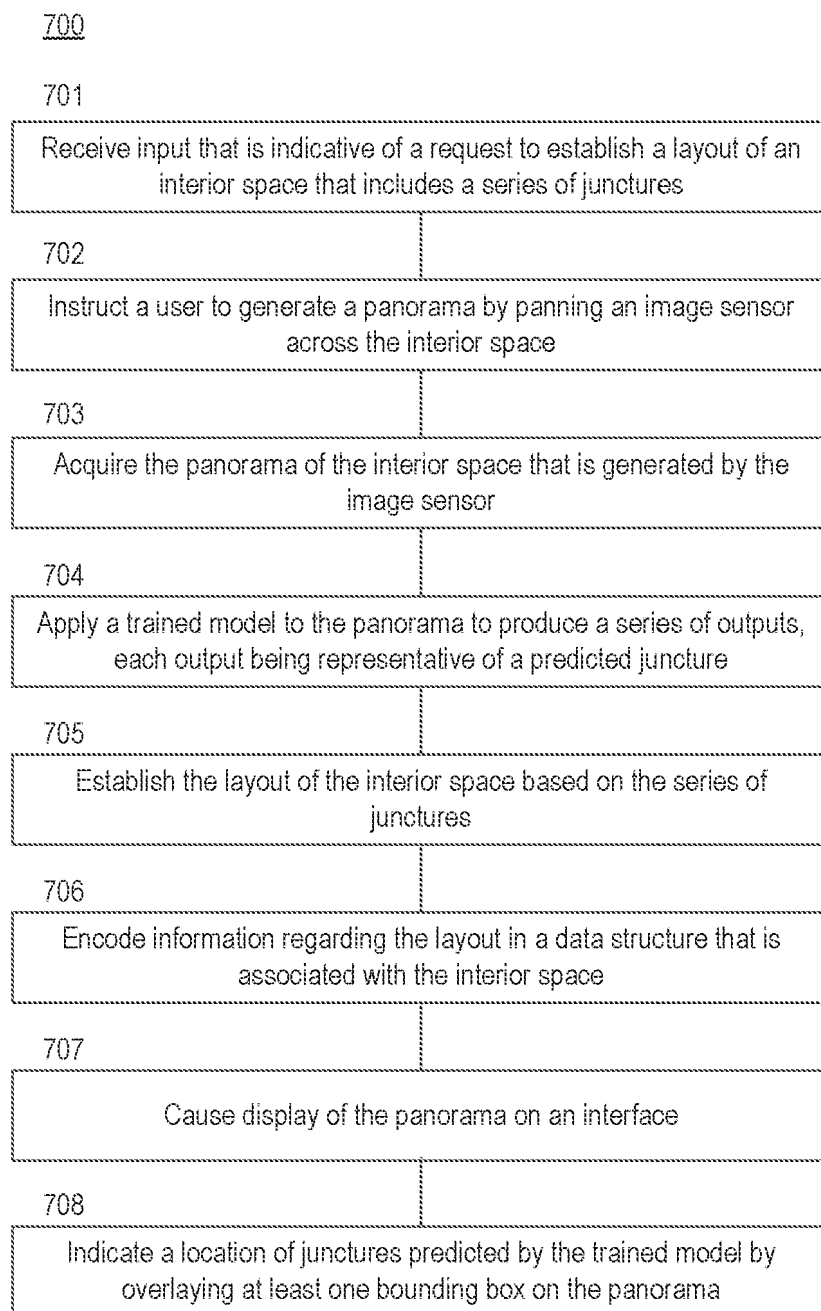 700
701
Receive input that is indicative of a request to establish a layout of an
interior space that includes a series of junctures
702
Instruct a user to generate a panorama by panning an image sensor
across the interior space
703
Acquire the panorama of the interior space that is generated by the
image sensor
704
Apply a trained model to the panorama to produce a series of outputs,
each output being representative of a predicted juncture
705
Establish the layout of the interior space based on the series of
junctures
706
Encode information regarding the layout in a data structure that is
associated with the interior space
707
Cause display of the panorama on an interface
708
Indicate a location of junctures predicted by the trained model by
overlaying at least one bounding box on the panorama